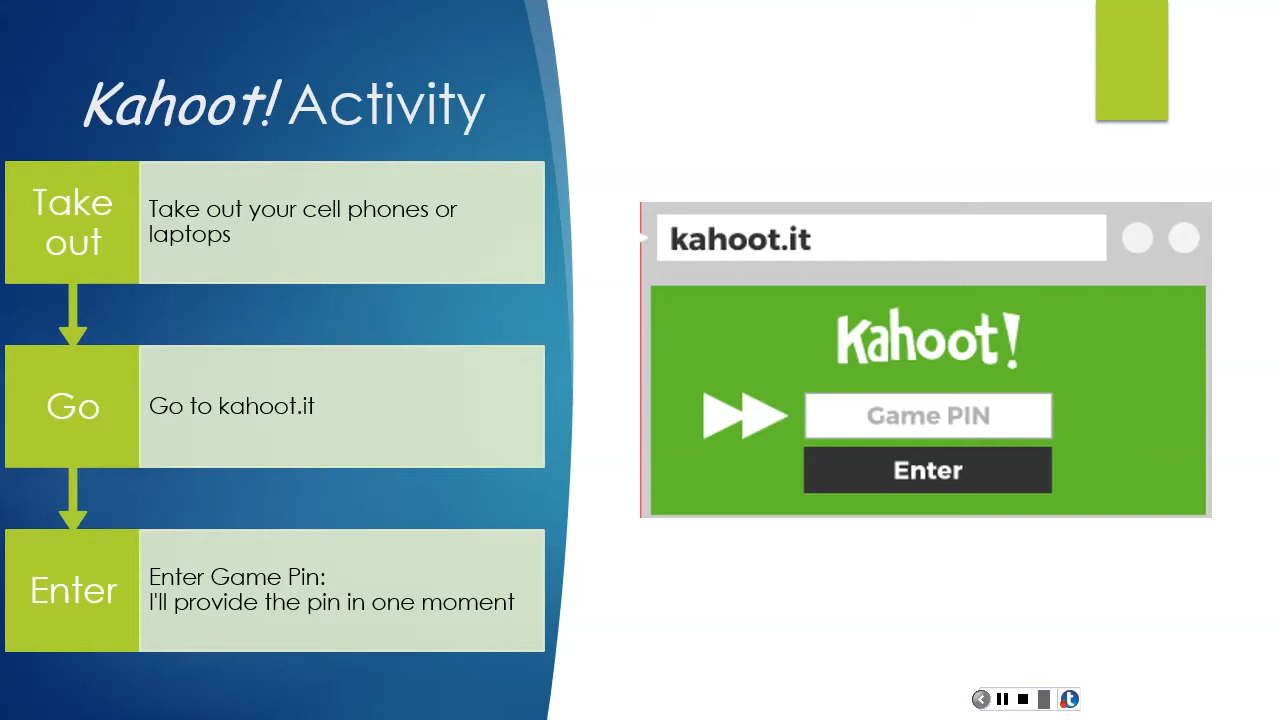 Kahoot! Activity
Take
out
Take out your cell phones or
laptops
Go
Go to kahoot.it
Enter
Enter Game Pin:
I'll provide the pin in one moment
kahoot.it
Kahoot!
Game PIN
Enter
t